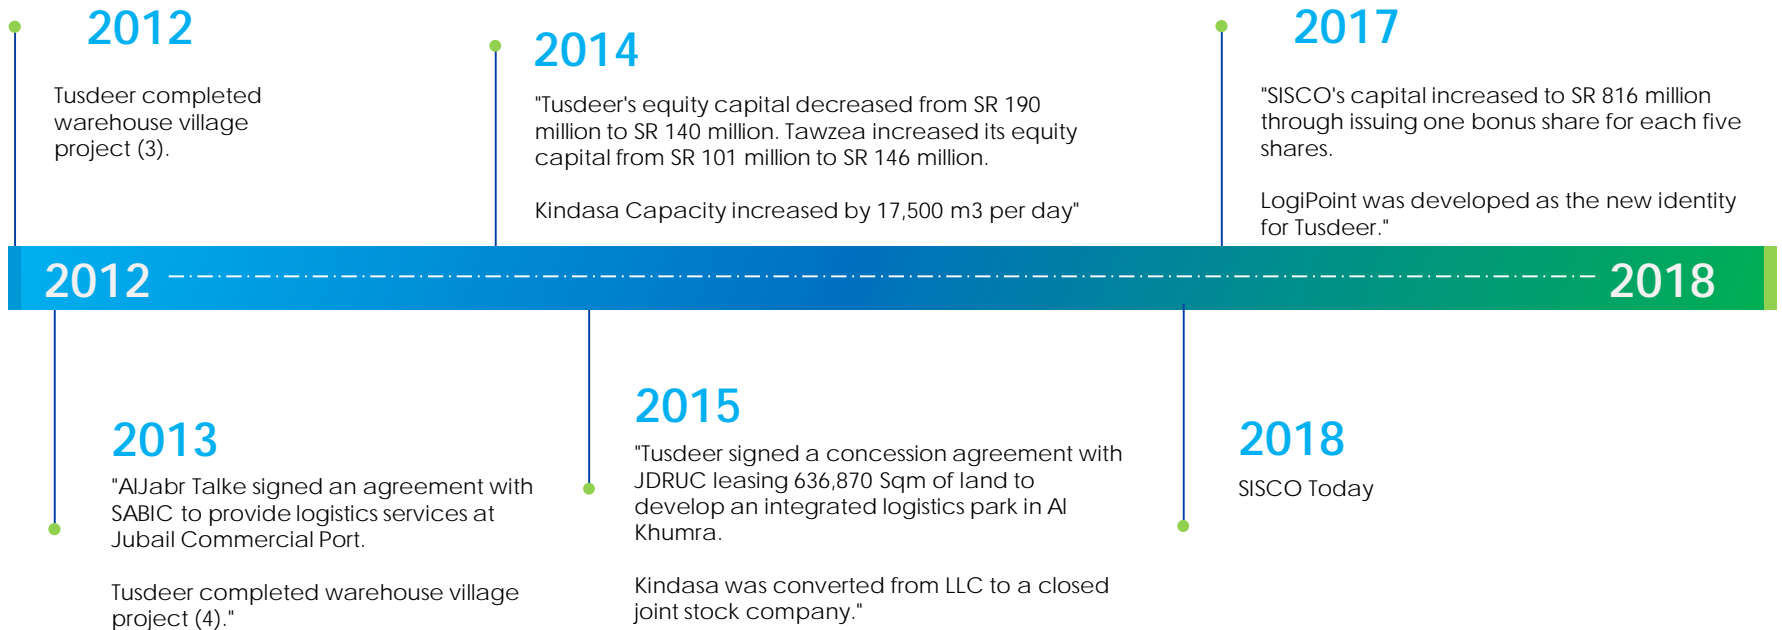 2012
Tusdeer completed
warehouse village
project (3).
2014
"Tusdeer's equity capital decreased from SR 190
million to SR 140 million. Tawzea increased its equity
capital from SR 101 million to SR 146 million.
Kindasa Capacity increased by 17,500 m3 per day"
2017
"SISCO's capital increased to SR 816 million
through issuing one bonus share for each five
shares.
LogiPoint was developed as the new identity
for Tusdeer."
2012
2018
2013
"AlJabr Talke signed an agreement with
SABIC to provide logistics services at
Jubail Commercial Port.
Tusdeer completed warehouse village
project (4)."
2015
"Tusdeer signed a concession agreement with
JDRUC leasing 636,870 Sqm of land to
develop an integrated logistics park in Al
Khumra.
Kindasa was converted from LLC to a closed
joint stock company."
2018
SISCO Today